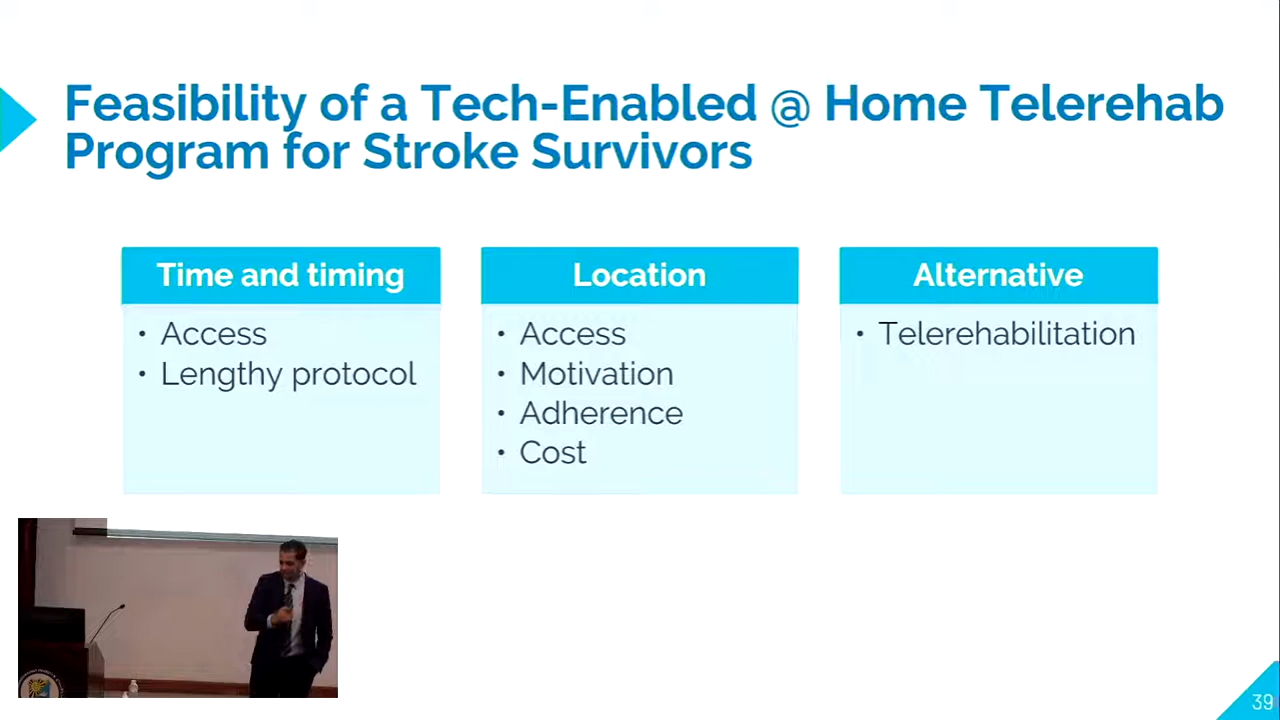 Feasibility of a Tech-Enabled @ Home Telerehab
Program for Stroke Survivors
Time and timing
• Access
• Lengthy protocol
Location
• Access
• Motivation
• Adherence
• Cost
Alternative
• Telerehabilitation
39